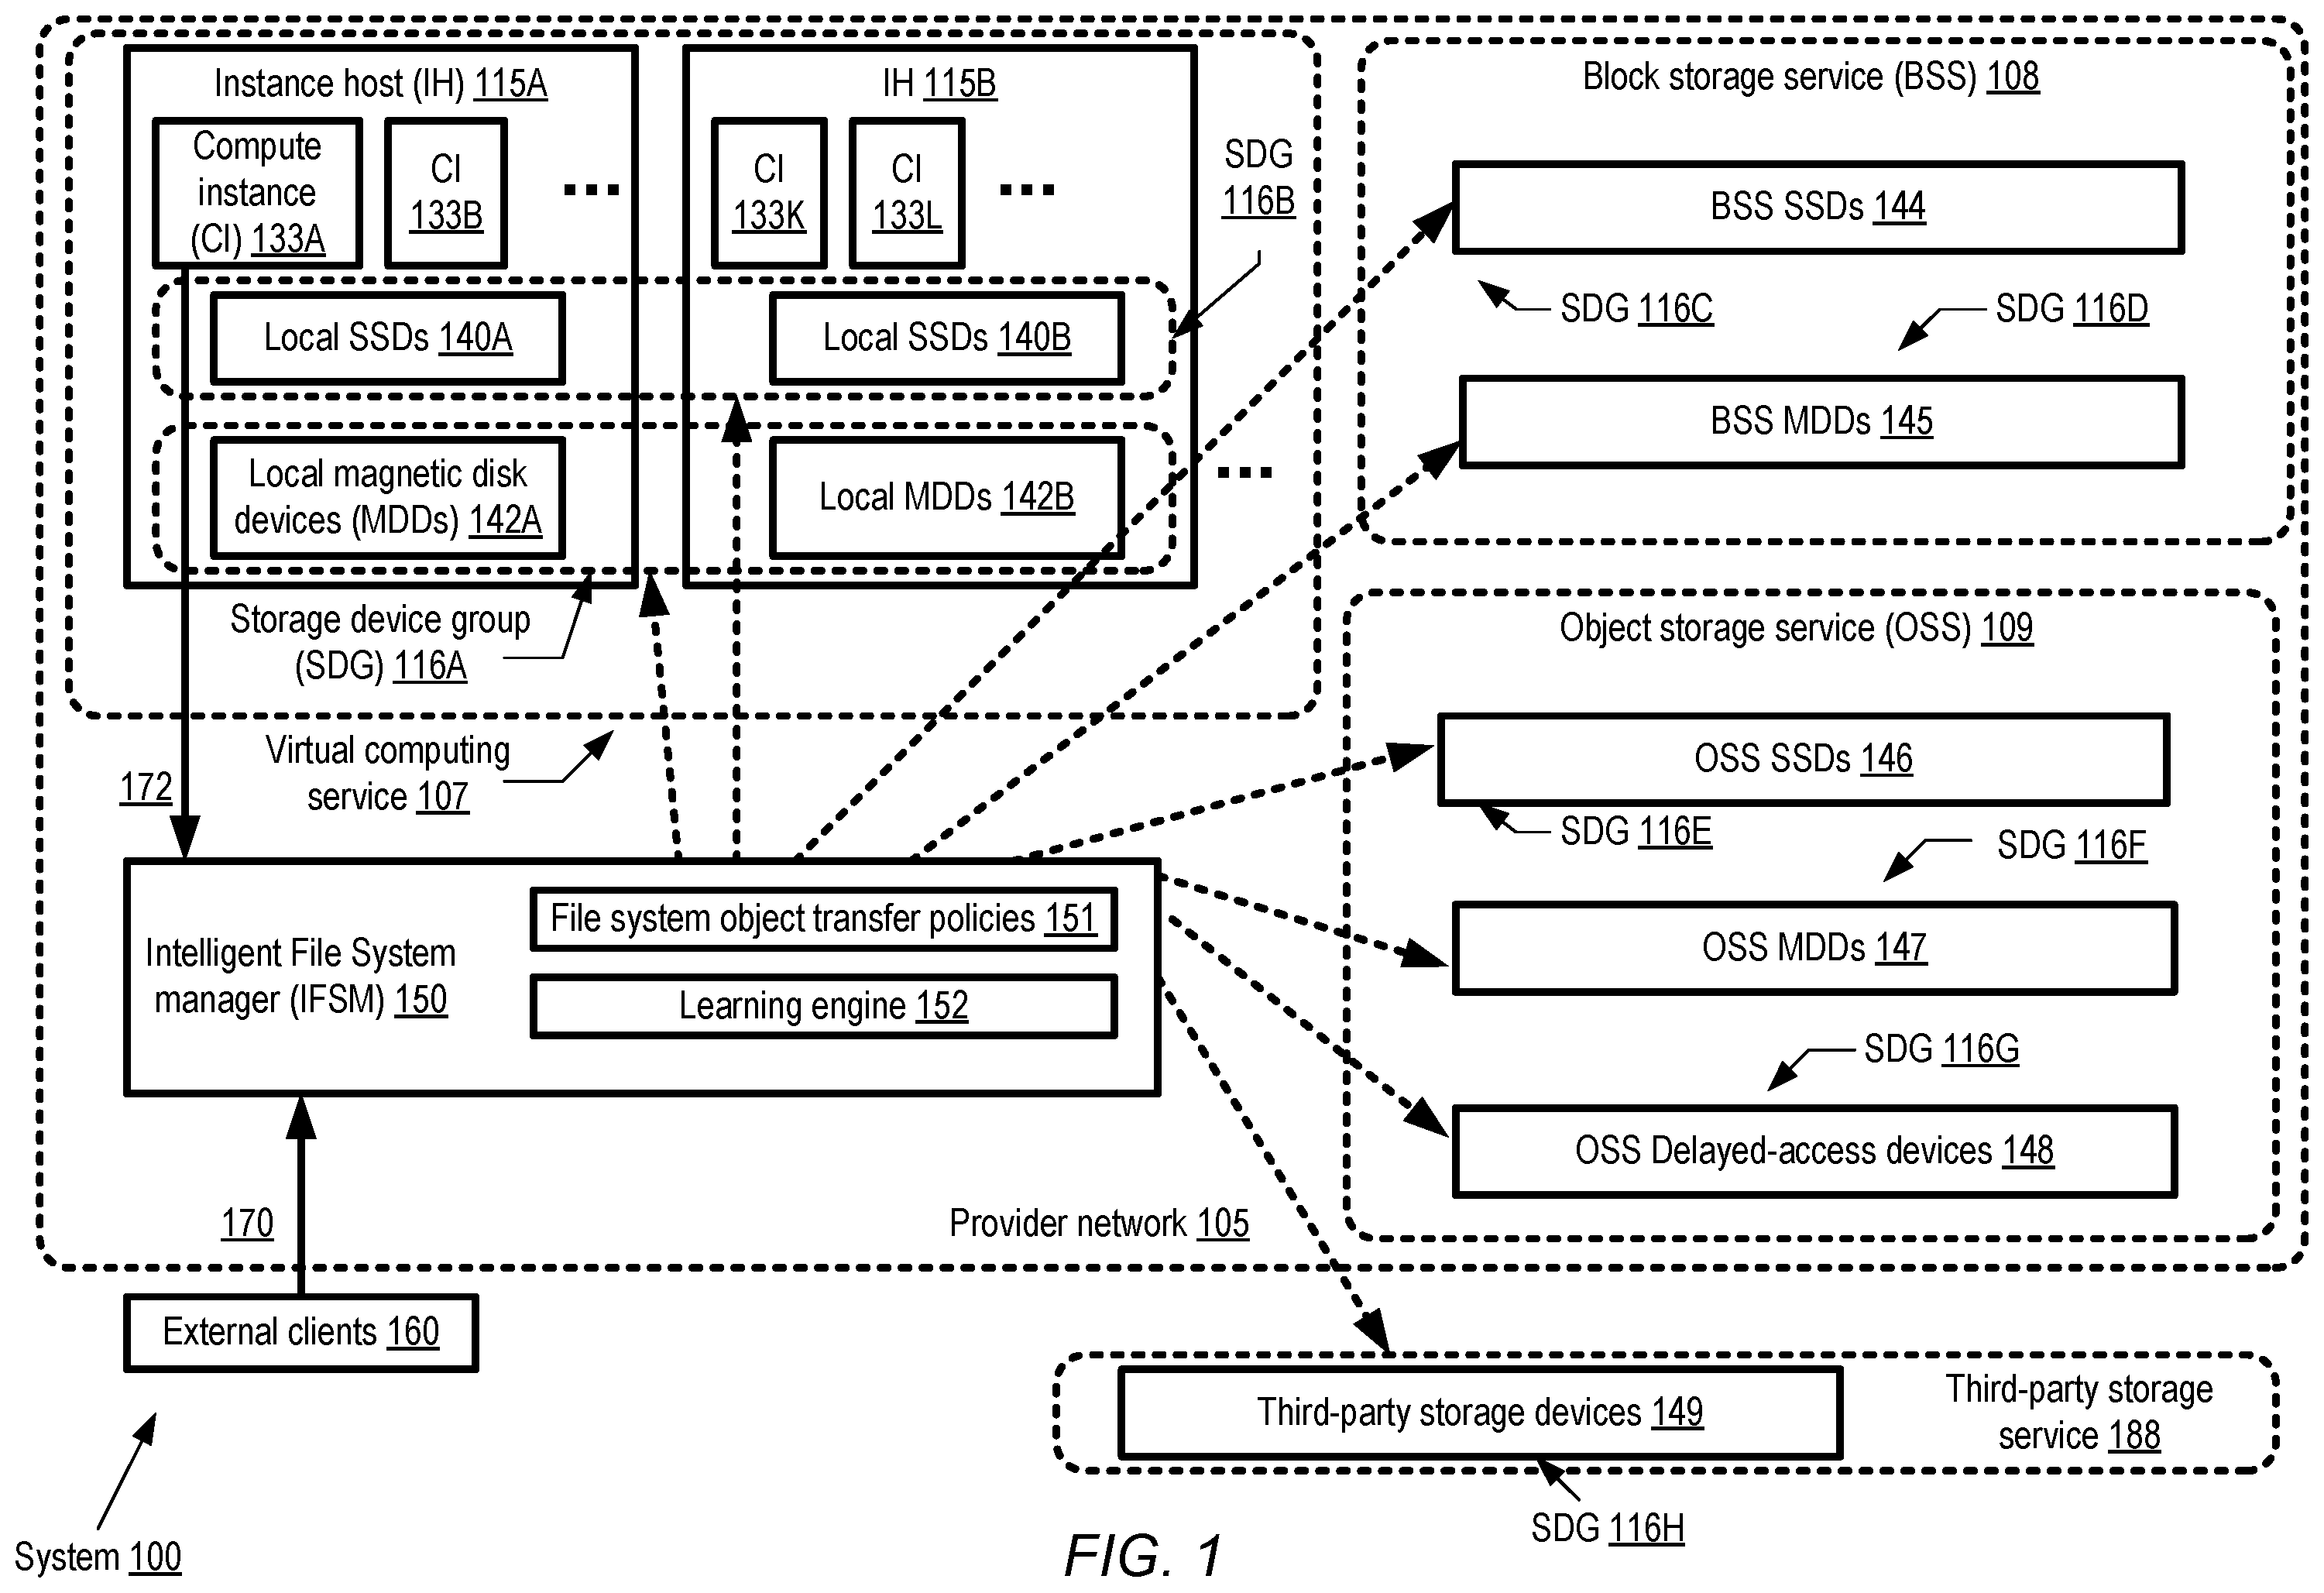 Instance host (IH) 115A
Compute
instance
(CI) 133A
CI
133B
...
IH 115B
CI
133K
CI
133L
...
SDG
116B
Local SSDs 140A
Local SSDs 140B
Local magnetic disk
devices (MDDs) 142A
Local MDDs 142B
...
Storage device group
(SDG) 116A
Virtual computing
service 107
172
Block storage service (BSS) 108
BSS SSDs 144
SDG 116C
SDG 116D
BSS MDDs 145
Object storage service (OSS) 109
OSS SSDs 146
SDG 116E
SDG 116F
OSS MDDs 147
SDG 116G
OSS Delayed-access devices 148
Intelligent File System
manager (IFSM) 150
File system object transfer policies 151
Learning engine 152
Provider network 105
170
External clients 160
Third-party storage devices 149
Third-party storage
service 188
SDG 116H
System 100
FIG. 1